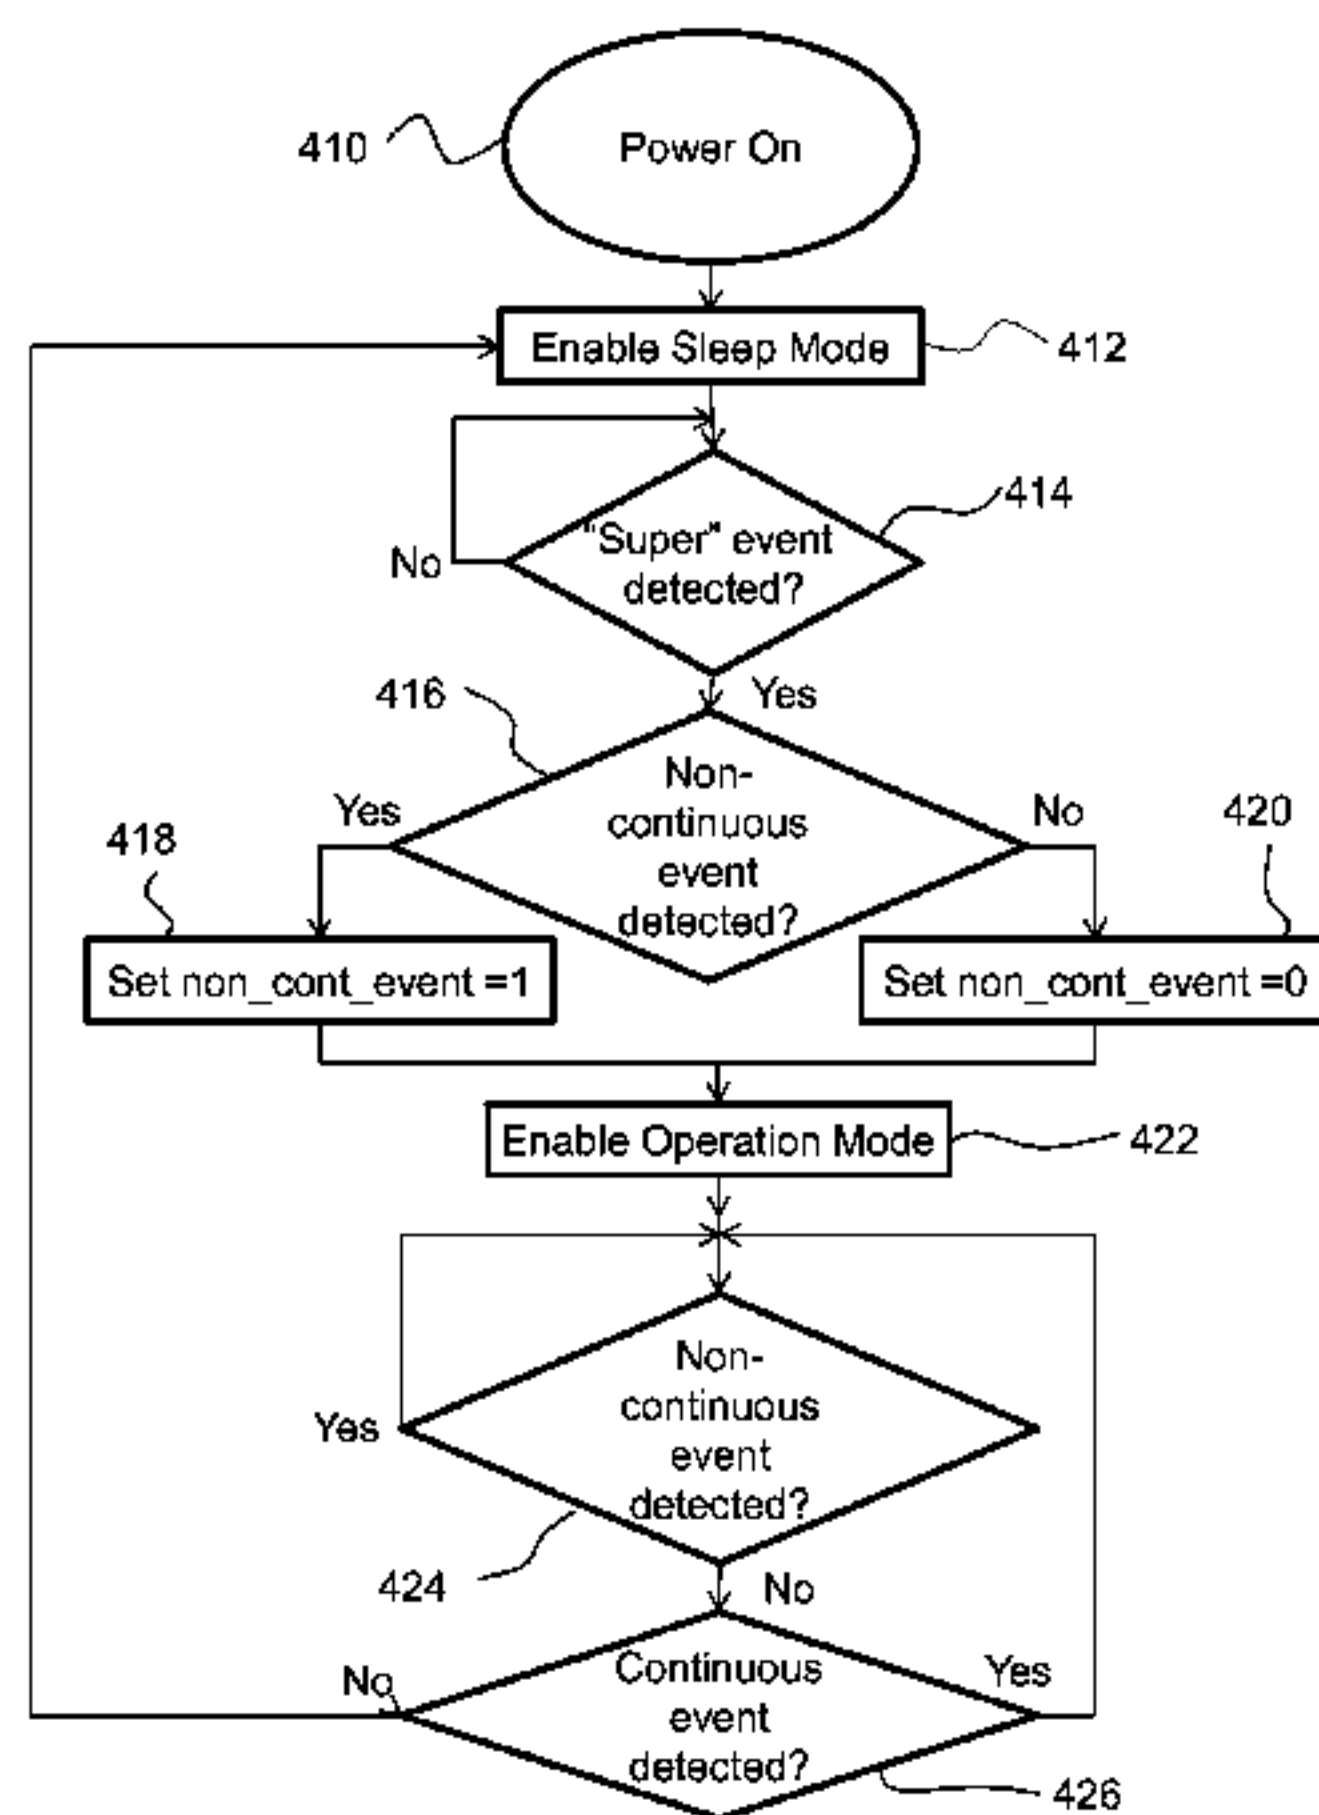 Power On
410
Enable Sleep Mode
412
"Super" event
detected?
414
No
Yes
416
Non-
continuous
event
detected?
Yes
No
418
420
Set non_cont_event =1
Set non_cont_event =0
Enable Operation Mode
422
Non-
continuous
event
detected?
Yes
424
No
Continuous
event
detected?
No
Yes
426